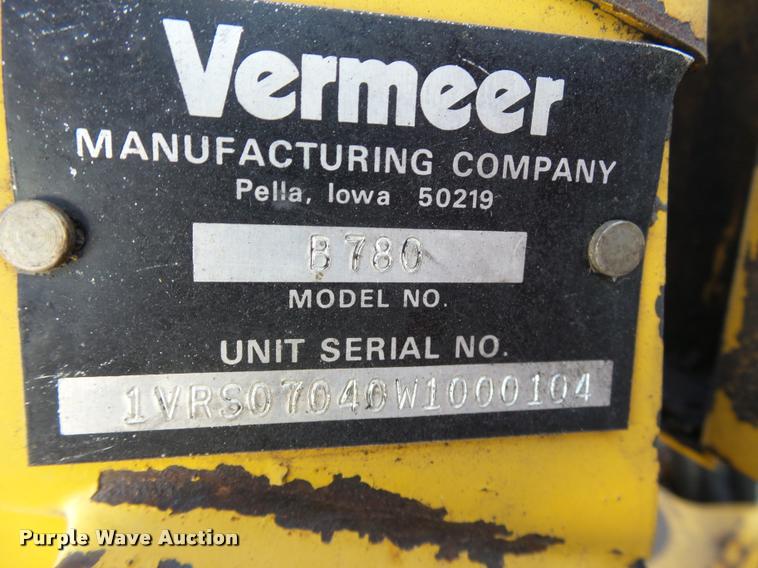 Vermeer
MANUFACTURING COMPANY
Pella, Iowa 50219
B780
MODEL NO.
UNIT SERIAL NO.
1VRS07040W1000104
Purple Wave Auction